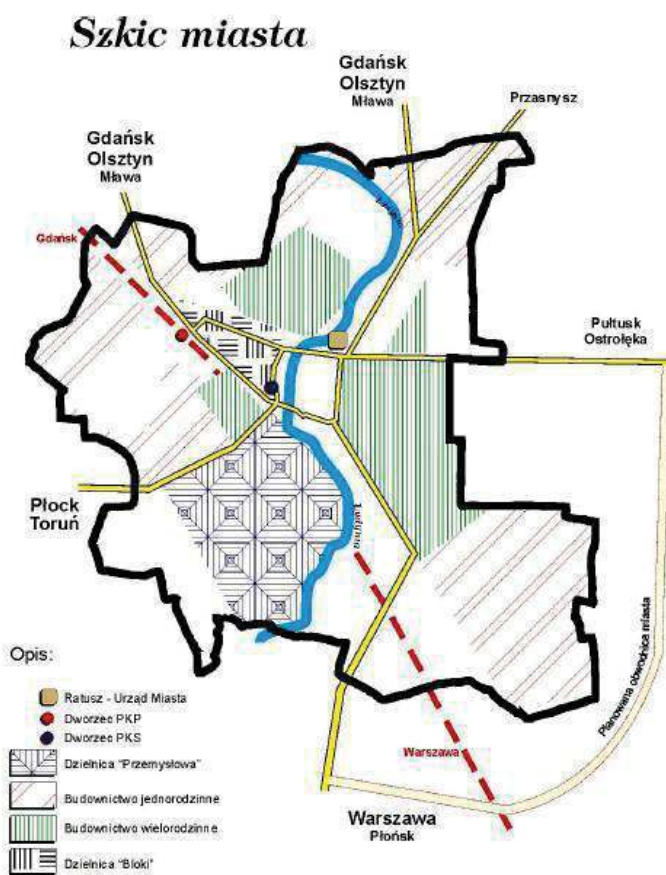 Szkic miasta
Gdańsk
Olsztyn
Mława
Przasnysz
Gdańsk
Olsztyn
Mława
Gdańsk
Łydynia
Pułtusk
Ostrołęka
Płock
Toruń
Łydynia
Planowana obwodnica miasta
Warszawa
Warszawa
Płońsk
Opis:
Ratusz - Urząd Miasta
Dworzec PKP
Dworzec PKS
Dzielnica "Przemysłowa"
Budownictwo jednorodzinne
Budownictwo wielorodzinne
Dzielnica "Bloki"